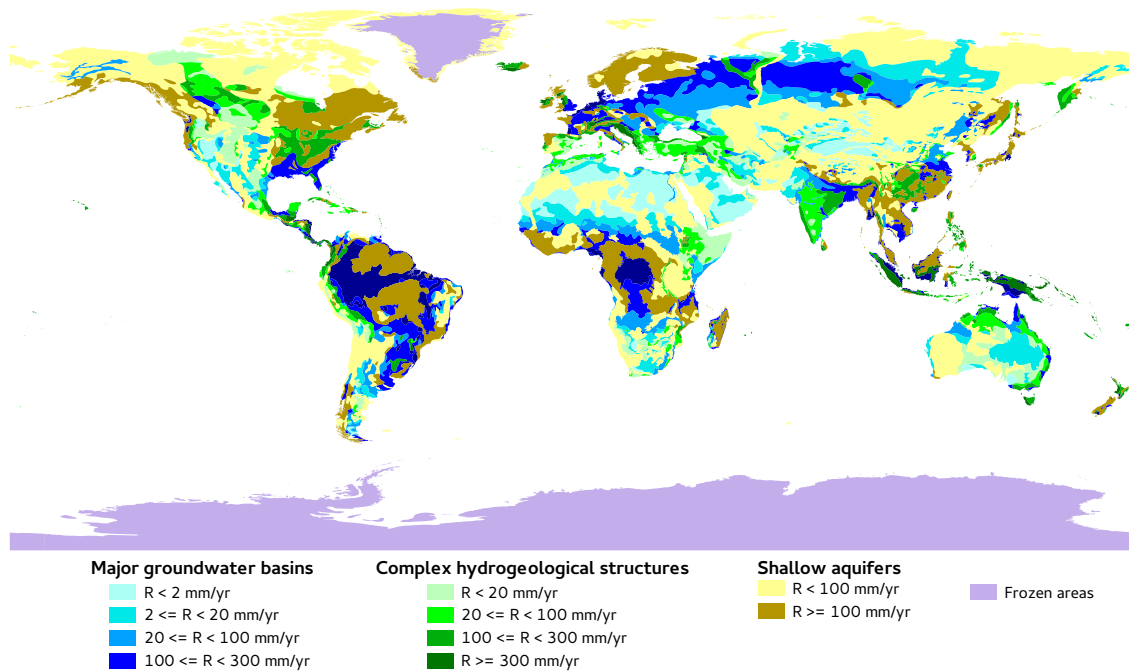 Major groundwater basins
R < 2 mm/yr
2 <= R < 20 mm/yr
20 <= R < 100 mm/yr
100 <= R < 300 mm/yr
Complex hydrogeological structures
R < 20 mm/yr
20 <= R < 100 mm/yr
100 <= R < 300 mm/yr
R >= 300 mm/yr
Shallow aquifers
R < 100 mm/yr
R >= 100 mm/yr
Frozen areas